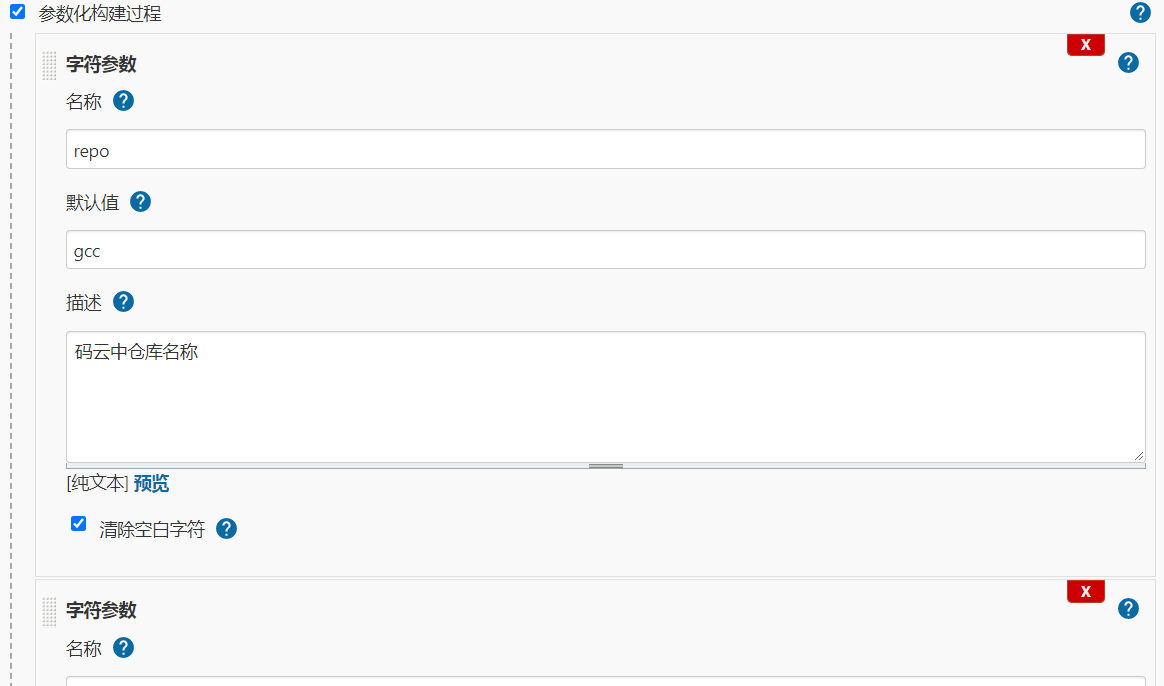 参数化构建过程
?
X
字符参数
?
名称 ?
repo
默认值 ?
gcc
描述 ?
码云中仓库名称
[纯文本] 预览
清除空白字符 ?
X
字符参数
?
名称 ?